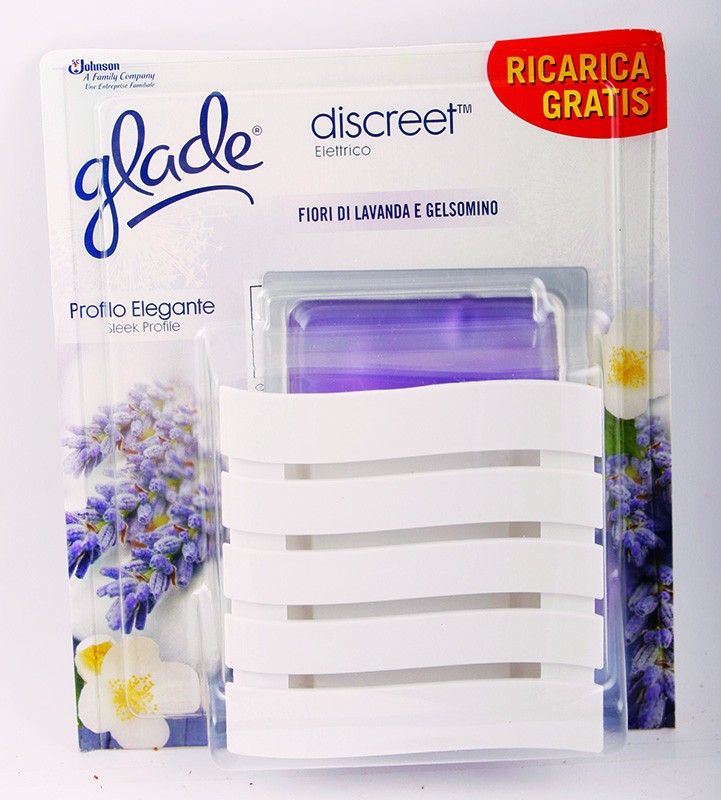 Johnson
A Family Company
Une Entreprise Familiale
RICARICA
GRATIS
glade®
discreet™
Elettrico
FIORI DI LAVANDA E GELSOMINO
Profilo Elegante
Sleek Profile